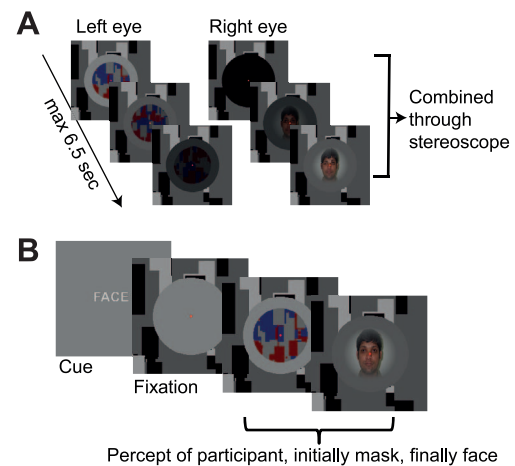 A
Left eye
Right eye
max 6.5 sec
Combined
through
stereoscope
B
FACE
Cue
Fixation
Percept of participant, initially mask, finally face